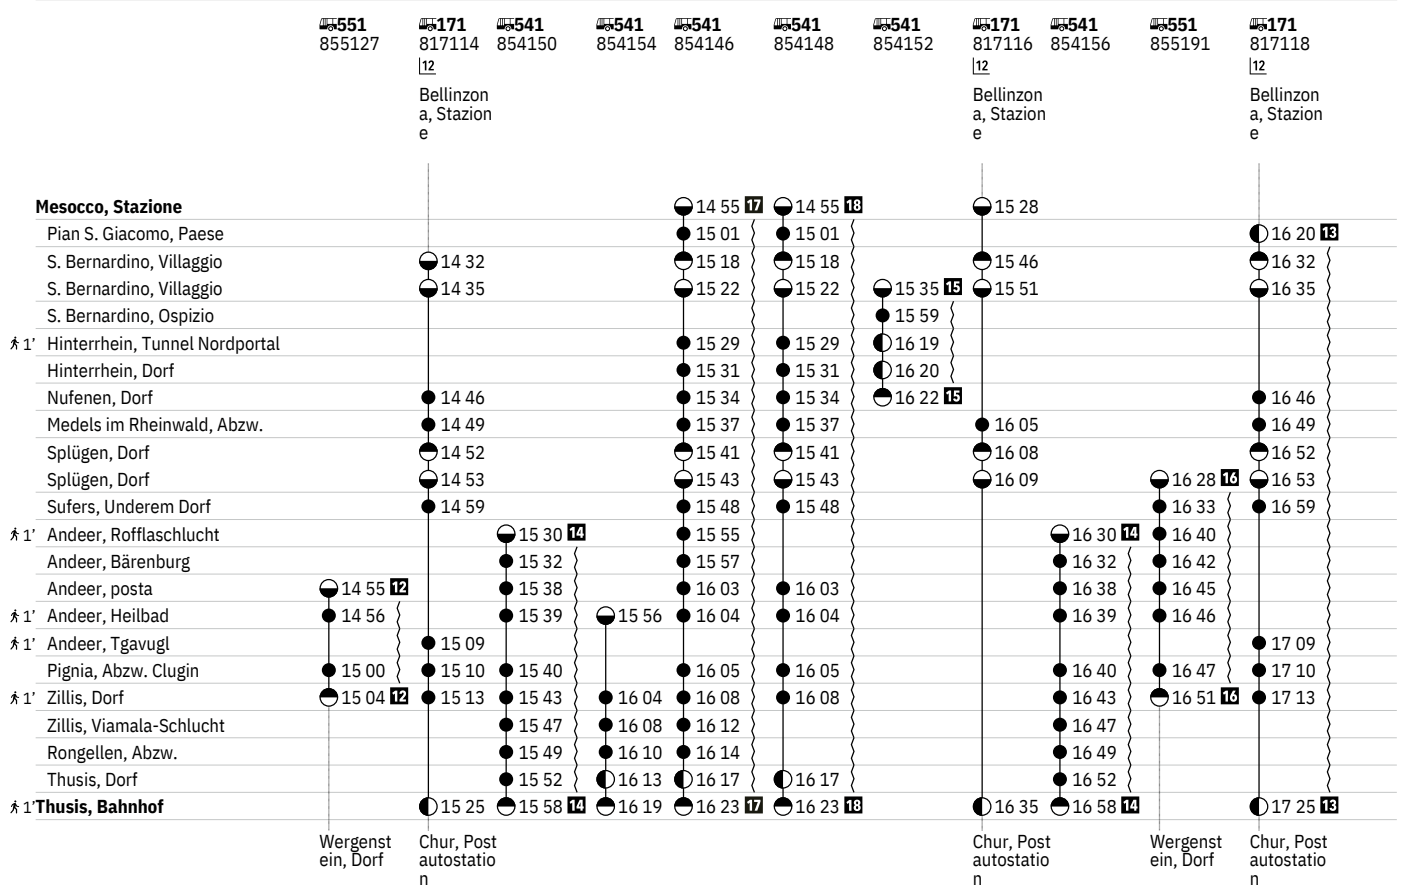 551 171 541 541 541 541 541 171 541 551 171
855127 817114 854150 854154 854146 854148 854152 817116 854156 855191 817118
12 12 12
Bellinzon Bellinzon Bellinzon
a, Stazion a, Stazion a, Stazion
e e e
Mesocco, Stazione 14 55 17 14 55 18 15 28
Pian S. Giacomo, Paese 15 01 15 01 16 20 13
S. Bernardino, Villaggio 14 32 15 18 15 18 15 46 16 32
S. Bernardino, Villaggio 14 35 15 22 15 22 15 35 15 15 51 16 35
S. Bernardino, Ospizio 15 59
1' Hinterrhein, Tunnel Nordportal 15 29 15 29 16 19
Hinterrhein, Dorf 15 31 15 31 16 20
Nufenen, Dorf 14 46 15 34 15 34 16 22 15 16 46
Medels im Rheinwald, Abzw. 14 49 15 37 15 37 16 05 16 49
Splügen, Dorf 14 52 15 41 15 41 16 08 16 52
Splügen, Dorf 14 53 15 43 15 43 16 09 16 28 16 16 53
Sufers, Underem Dorf 14 59 15 48 15 48 16 33 16 59
1' Andeer, Rofflaschlucht 15 30 14 15 55 16 30 14 16 40
Andeer, Bärenburg 15 32 15 57 16 32 16 42
Andeer, posta 14 55 12 15 38 16 03 16 03 16 38 16 45
1' Andeer, Heilbad 14 56 15 39 15 56 16 04 16 04 16 39 16 46
1' Andeer, Tgavugl 15 09 17 09
Pignia, Abzw. Clugin 15 00 15 10 15 40 16 05 16 05 16 40 16 47 17 10
1' Zillis, Dorf 15 04 12 15 13 15 43 16 04 16 08 16 08 16 43 16 51 16 17 13
Zillis, Viamala-Schlucht 15 47 16 08 16 12 16 47
Rongellen, Abzw. 15 49 16 10 16 14 16 49
Thusis, Dorf 15 52 16 13 16 17 16 17 16 52
1' Thusis, Bahnhof 15 25 15 58 14 16 19 16 23 17 16 23 18 16 35 16 58 14 17 25 13
Wergenst Chur, Post Chur, Post Wergenst Chur, Post
ein, Dorf autostatio autostatio ein, Dorf autostatio
n n n